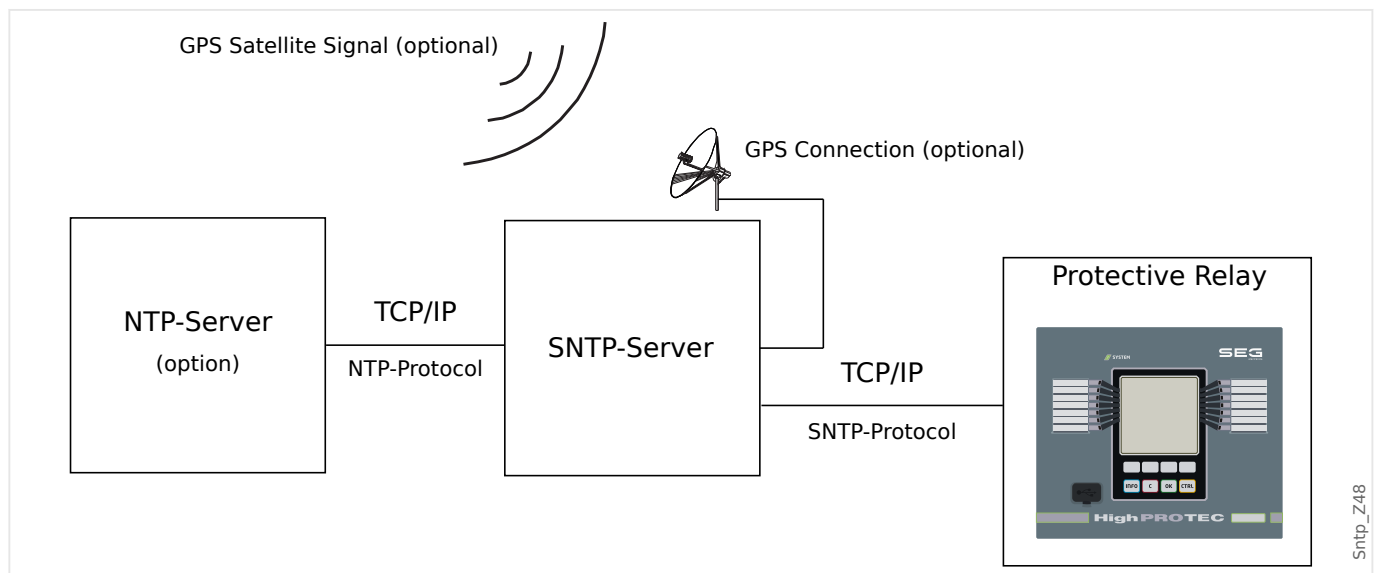 GPS Satellite Signal (optional)
GPS Connection (optional)
NTP-Server
(option)
TCP/IP
NTP-Protocol
SNTP-Server
TCP/IP
SNTP-Protocol
Protective Relay
SYSTEM
SEG
INFO
C
OK
CTRL
HighPROTEC
Sntp_Z48